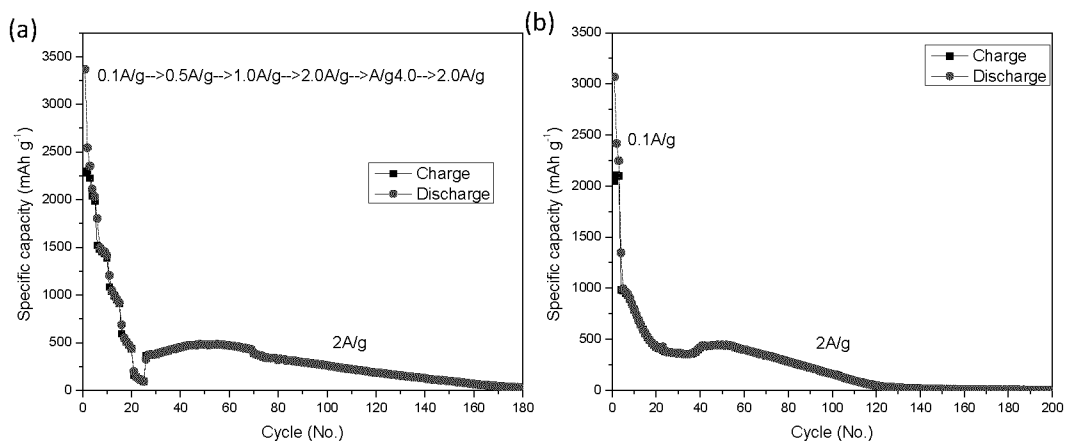 (a)
3500
3000
2500
2000
1500
1000
500
0
Specific capacity (mAh g⁻¹)
0.1A/g-->0.5A/g-->1.0A/g-->2.0A/g-->A/g4.0-->2.0A/g
Charge
Discharge
2A/g
0 20 40 60 80 100 120 140 160 180
Cycle (No.)
(b)
3500
3000
2500
2000
1500
1000
500
0
Specific capacity (mAh g⁻¹)
Charge
Discharge
0.1A/g
2A/g
0 20 40 60 80 100 120 140 160 180 200
Cycle (No.)